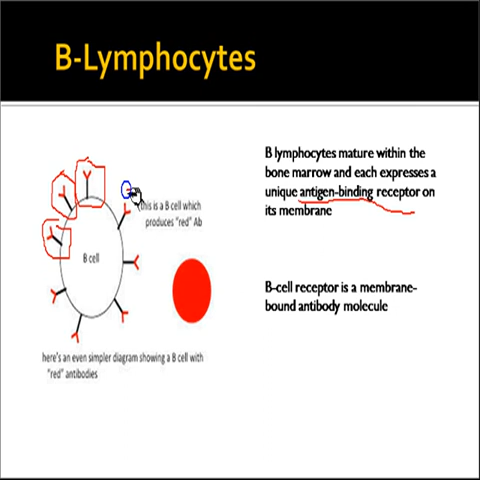 B-Lymphocytes
B lymphocytes mature within the
bone marrow and each expresses a
unique antigen-binding receptor on
its membrane
B-cell receptor is a membrane-
bound antibody molecule
this is a B cell which
produces "red" Ab
B cell
here's an even simpler diagram showing a B cell with
"red" antibodies